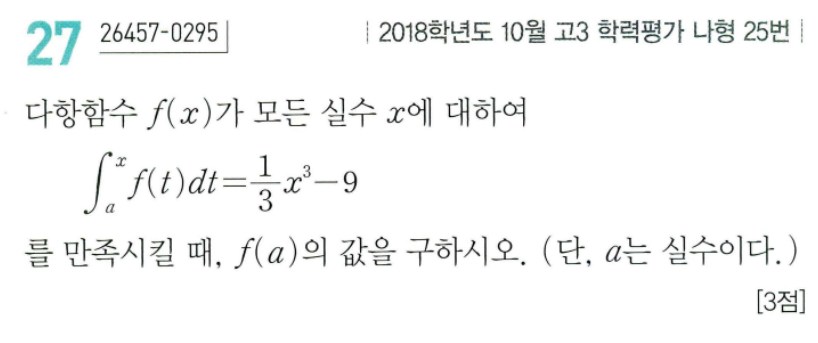 27 26457-0295 | 2018학년도 10월 고3 학력평가 나형 25번 |
다항함수 f(x)가 모든 실수 x에 대하여
∫ₐˣ f(t)dt=1/3 x³-9
를 만족시킬 때, f(a)의 값을 구하시오. (단, a는 실수이다.)
[3점]